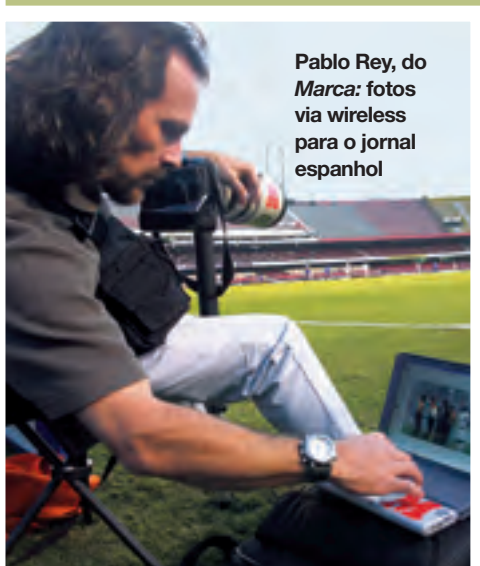 Pablo Rey, do
Marca: fotos
via wireless
para o jornal
espanhol